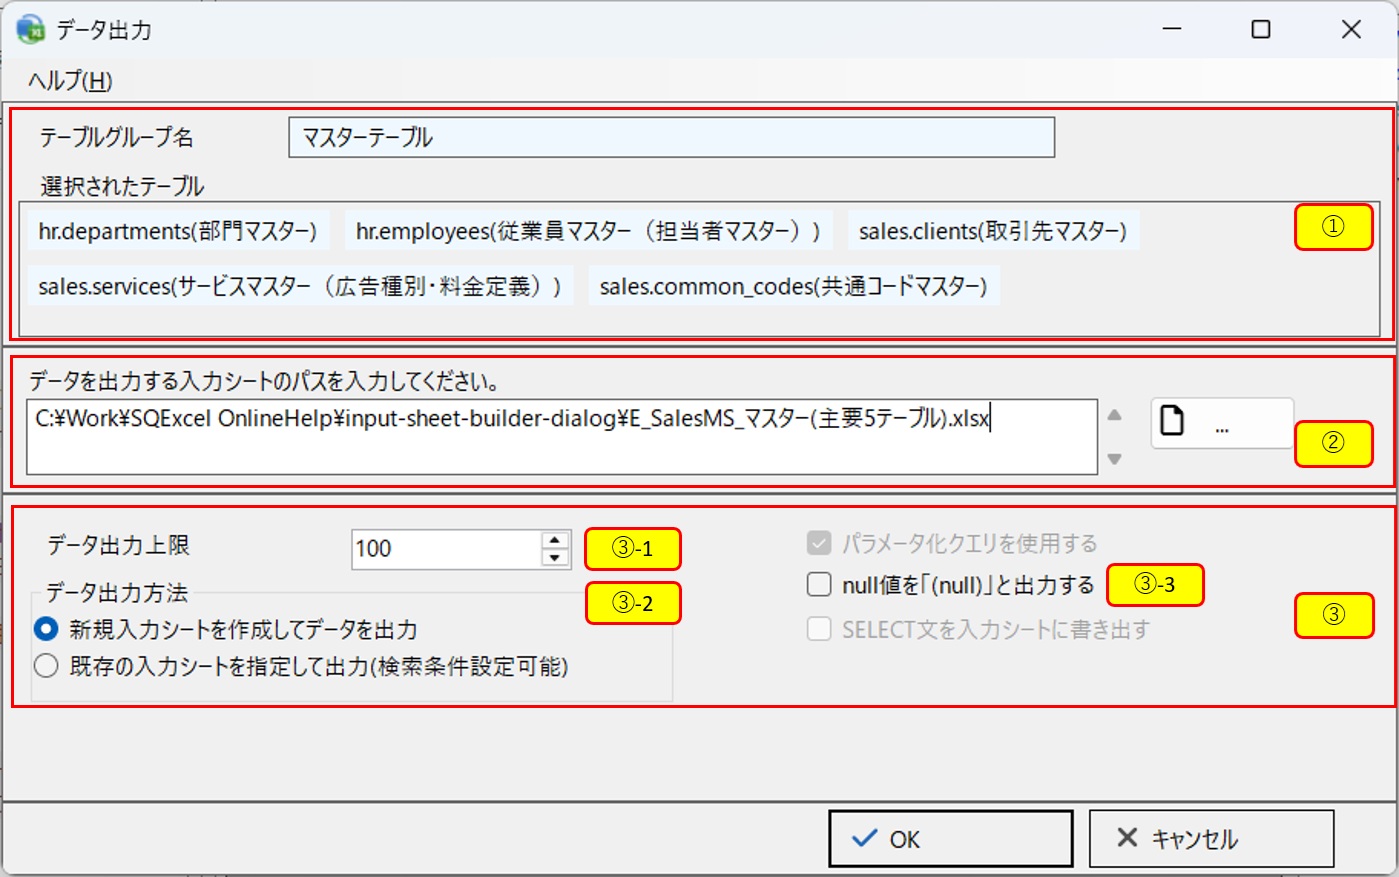 データ出力
ヘルプ(H)
テーブルグループ名 マスターテーブル
選択されたテーブル
hr.departments(部門マスター) hr.employees(従業員マスター（担当者マスター）) sales.clients(取引先マスター) ①
sales.services(サービスマスター（広告種別・料金定義）) sales.common_codes(共通コードマスター)
データを出力する入力シートのパスを入力してください。
C:¥Work¥SQExcel OnlineHelp¥input-sheet-builder-dialog¥E_SalesMS_マスター(主要5テーブル).xlsx ... ②
データ出力上限 100 ③-1 パラメータ化クエリを使用する
データ出力方法 ③-2 null値を「(null)」と出力する ③-3 ③
新規入力シートを作成してデータを出力 SELECT文を入力シートに書き出す
既存の入力シートを指定して出力(検索条件設定可能)
OK キャンセル